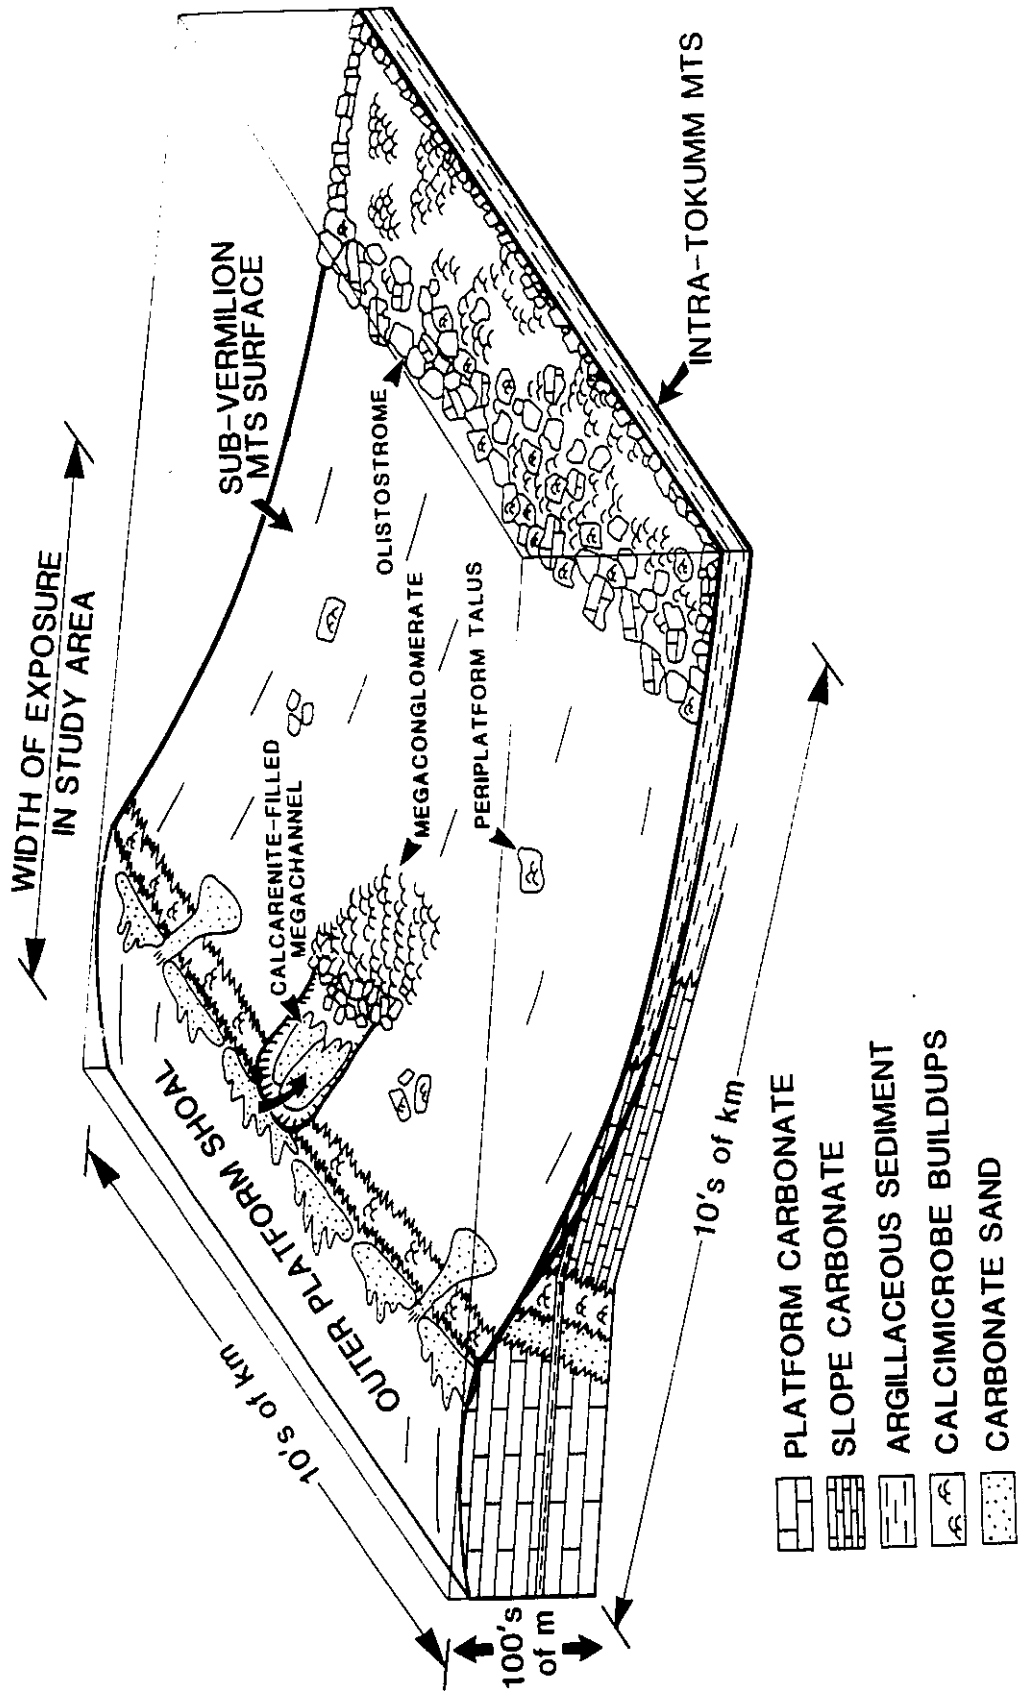 WIDTH OF EXPOSURE
IN STUDY AREA
SUB-VERMILION
MTS SURFACE
OUTER PLATFORM SHOAL
CALCARENITE-FILLED
MEGACHANNEL
OLISTOSTROME
MEGACONGLOMERATE
PERIPLATFORM TALUS
INTRA-TOKUMM MTS
10's of km
100's
of m
10's of km
PLATFORM CARBONATE
SLOPE CARBONATE
ARGILLACEOUS SEDIMENT
CALCIMICROBE BUILDUPS
CARBONATE SAND